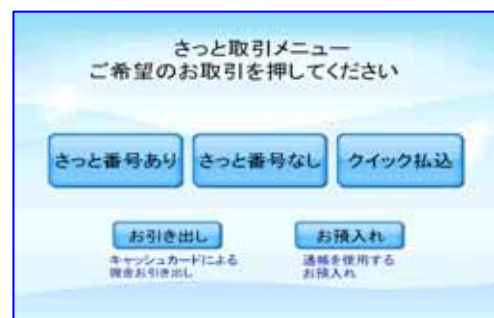 さっと取引メニュー
ご希望のお取引を押してください
さっと番号あり
さっと番号なし
クイック払込
お引き出し
お預入れ
キャッシュカードによる
現金お引き出し
通帳を使用する
お預入れ